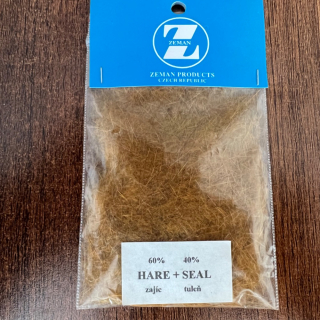 ZEMAN
ZEMAN PRODUCTS
CZECH REPUBLIC
60% 40%
HARE + SEAL
zajíc tuleň